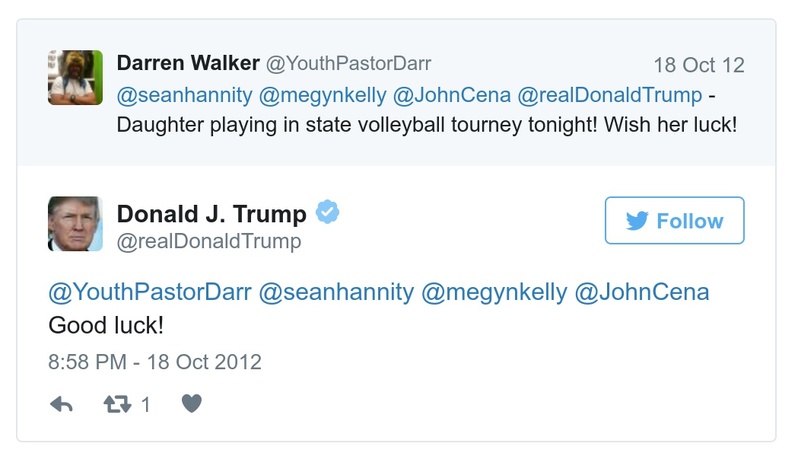 Darren Walker @YouthPastorDarr 18 Oct 12
@seanhannity @megynkelly @JohnCena @realDonaldTrump -
Daughter playing in state volleyball tourney tonight! Wish her luck!
Donald J. Trump
@realDonaldTrump
Follow
@YouthPastorDarr @seanhannity @megynkelly @JohnCena
Good luck!
8:58 PM - 18 Oct 2012
1